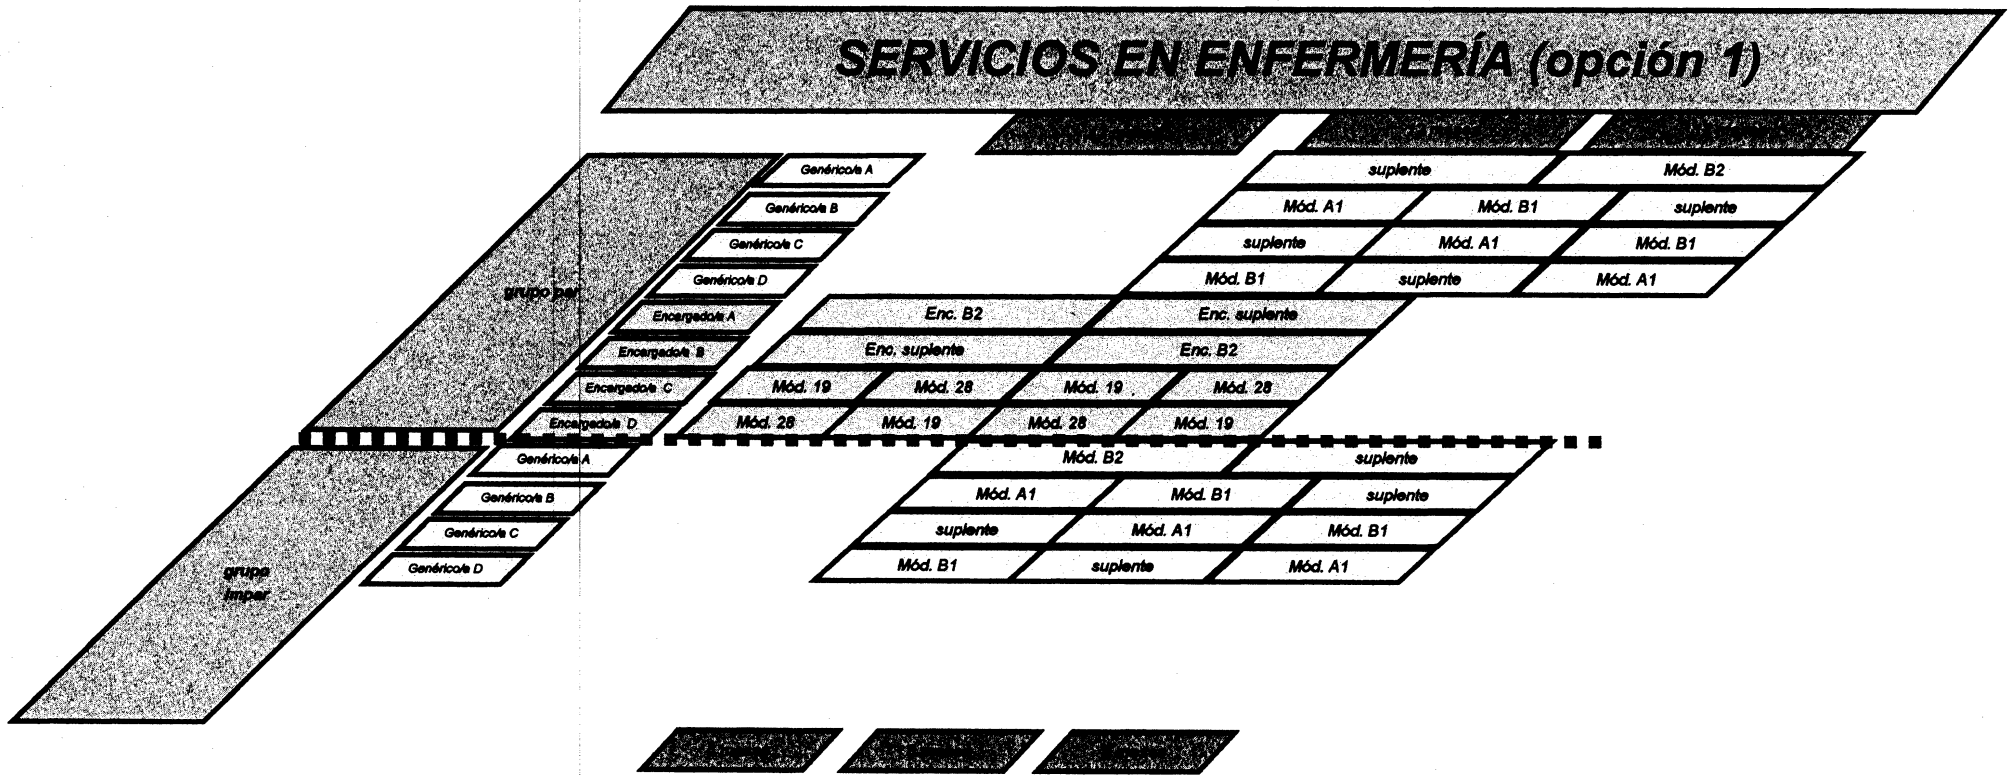 SERVICIOS EN ENFERMERÍA (opción 1)
Genérico/a A suplente Mód. B2
Genérico/a B Mód. A1 Mód. B1 suplente
Genérico/a C suplente Mód. A1 Mód. B1
Genérico/a D Mód. B1 suplente Mód. A1
grupo par
Encargado/a A Enc. B2 Enc. suplente
Encargado/a B Enc. suplente Enc. B2
Encargado/a C Mód. 19 Mód. 28 Mód. 19 Mód. 28
Encargado/a D Mód. 28 Mód. 19 Mód. 28 Mód. 19
Genérico/a A Mód. B2 suplente
Genérico/a B Mód. A1 Mód. B1 suplente
Genérico/a C suplente Mód. A1 Mód. B1
Genérico/a D Mód. B1 suplente Mód. A1
grupo
impar